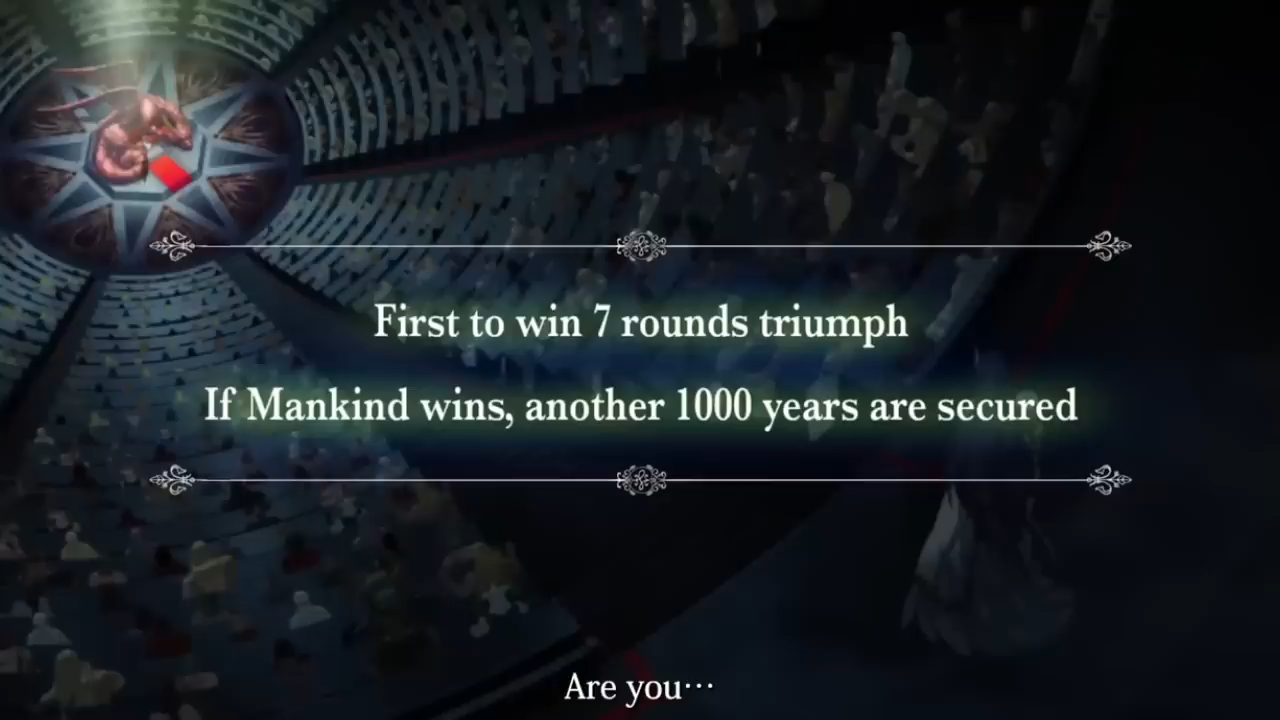 First to win 7 rounds triumph
If Mankind wins, another 1000 years are secured
Are you…